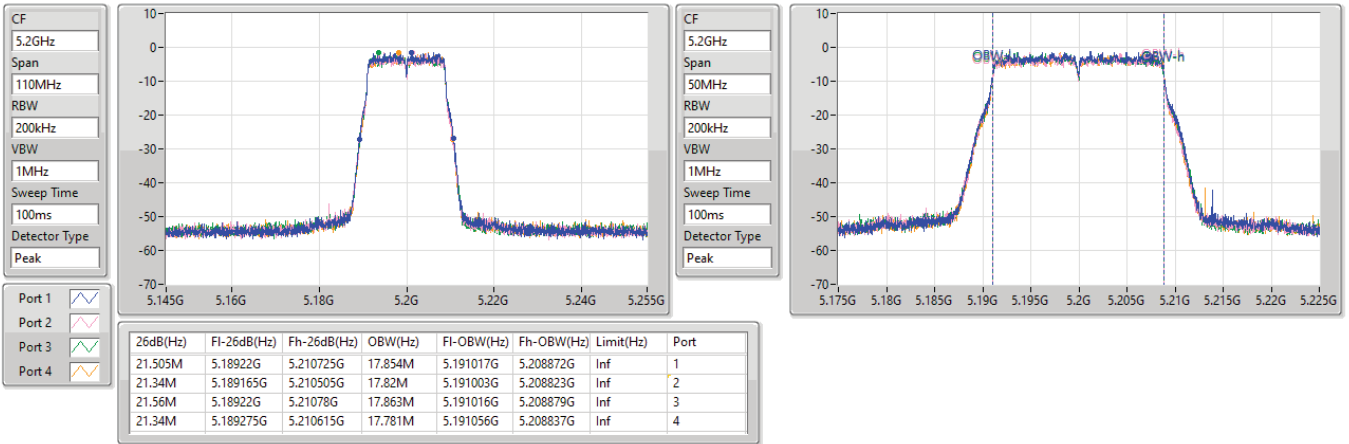 CF
5.2GHz
Span
110MHz
RBW
200kHz
VBW
1MHz
Sweep Time
100ms
Detector Type
Peak
10-
0-
-10-
-20-
-30-
-40-
-50-
-60-
-70-
5.145G 5.16G 5.18G 5.2G 5.22G 5.24G 5.255G
CF
5.2GHz
Span
50MHz
RBW
200kHz
VBW
1MHz
Sweep Time
100ms
Detector Type
Peak
10-
0-
-10-
-20-
-30-
-40-
-50-
-60-
-70-
OBW-h
5.175G 5.18G 5.185G 5.19G 5.195G 5.2G 5.205G 5.21G 5.215G 5.22G 5.225G
Port 1
Port 2
Port 3
Port 4
26dB(Hz) Fl-26dB(Hz) Fh-26dB(Hz) OBW(Hz) Fl-OBW(Hz) Fh-OBW(Hz) Limit(Hz) Port
21.505M 5.18922G 5.210725G 17.854M 5.191017G 5.208872G Inf 1
21.34M 5.189165G 5.210505G 17.82M 5.191003G 5.208823G Inf 2
21.56M 5.18922G 5.21078G 17.863M 5.191016G 5.208879G Inf 3
21.34M 5.189275G 5.210615G 17.781M 5.191056G 5.208837G Inf 4